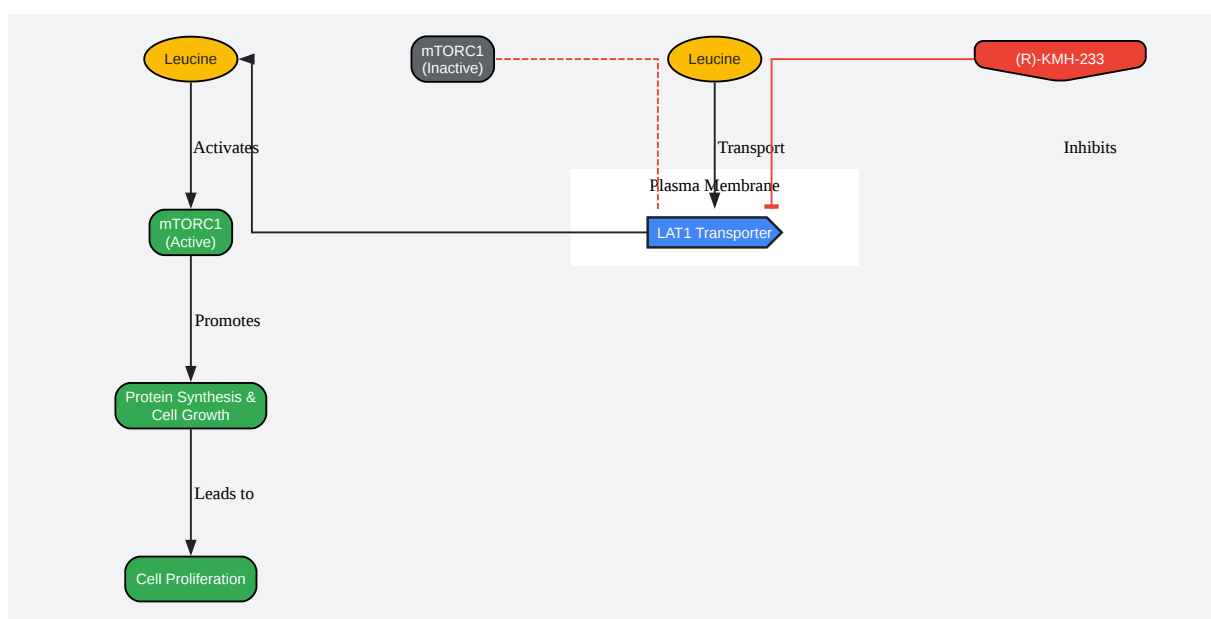 Leucine
mTORC1
(Inactive)
Leucine
(R)-KMH-233
Activates
Transport
Inhibits
Plasma Membrane
mTORC1
(Active)
LAT1 Transporter
Promotes
Protein Synthesis &
Cell Growth
Leads to
Cell Proliferation